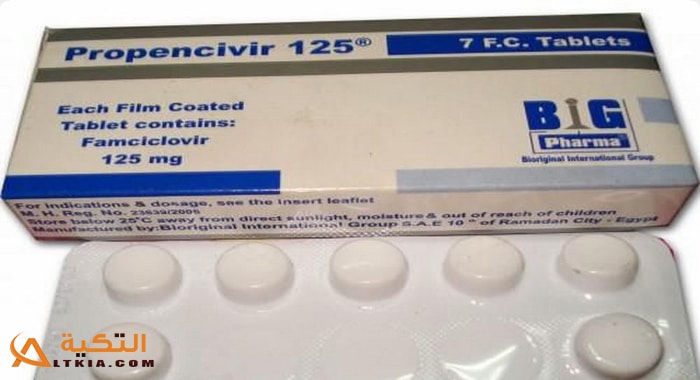 Propencivir 125®
7 F.C. Tablets
Each Film Coated
Tablet contains:
Famciclovir
125 mg
BiG
Pharma
Bioriginal International Group
For indications & dosage, see the insert leaflet
M. H. Reg. No. 23639/2005
Store below 25°C away from direct sunlight, moisture & out of reach of children
Manufactured by:Bioriginal International Group S.A.E 10th of Ramadan City - Egypt
التكية
ALTKIA.COM